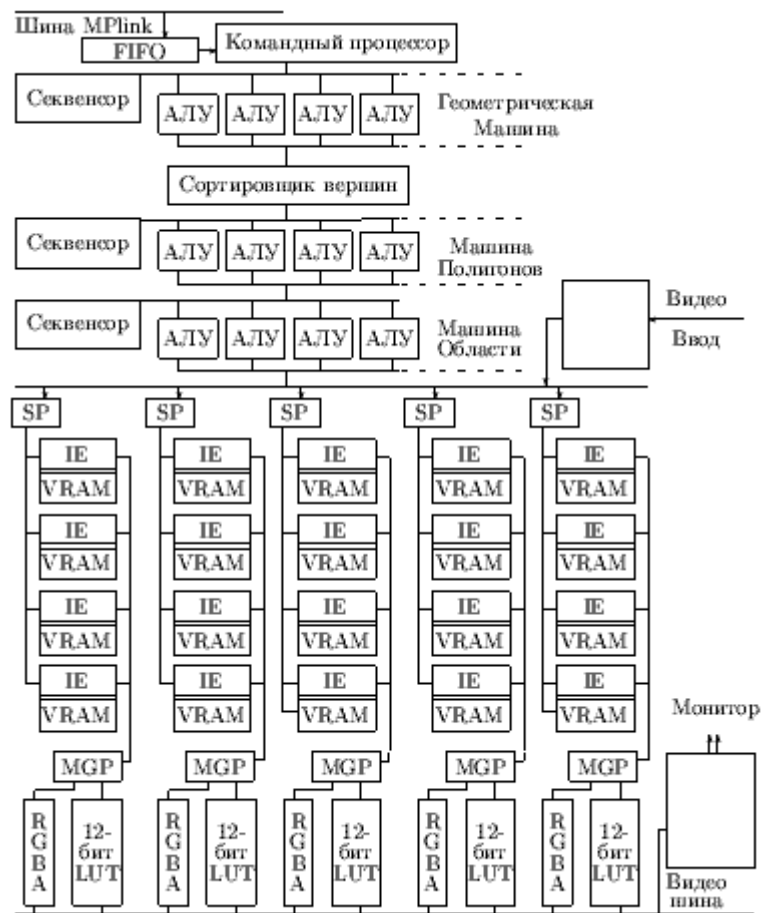 Шина MPlink
FIFO
Командный процессор
Секвенсор
АЛУ АЛУ АЛУ АЛУ
Геометрическая
Машина
Сортировщик вершин
Секвенсор
АЛУ АЛУ АЛУ АЛУ
Машина
Полигонов
Секвенсор
АЛУ АЛУ АЛУ АЛУ
Машина
Области
Видео
Ввод
SP SP SP SP SP
IE IE IE IE IE
VRAM VRAM VRAM VRAM VRAM
IE IE IE IE IE
VRAM VRAM VRAM VRAM VRAM
IE IE IE IE IE
VRAM VRAM VRAM VRAM VRAM
IE IE IE IE IE
VRAM VRAM VRAM VRAM VRAM
Монитор
MGP MGP MGP MGP MGP
RGBA 12-бит LUT RGBA 12-бит LUT RGBA 12-бит LUT RGBA 12-бит LUT RGBA 12-бит LUT
Видео
шина